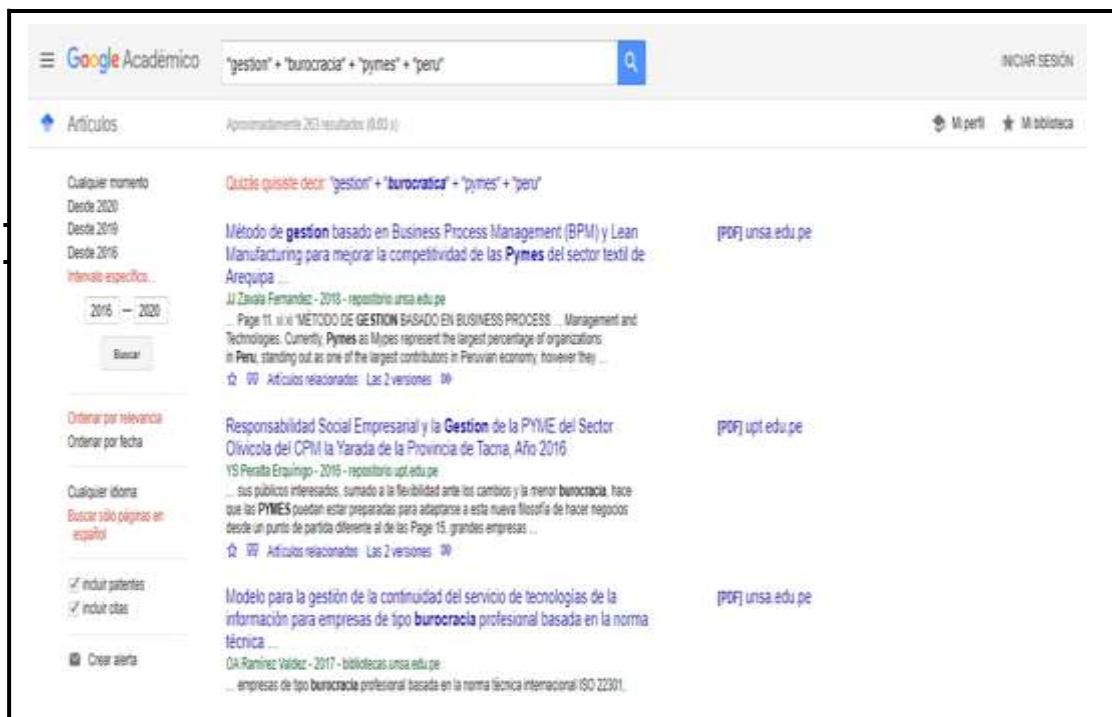 Google Académico
"gestion" + "burocracia" + "pymes" + "peru"
INICIAR SESIÓN
Artículos
Aproximadamente 263 resultados (0,03 s)
Mi perfil
Mi biblioteca
Cualquier momento
Desde 2020
Desde 2019
Desde 2016
Intervalo específico...
2016 — 2020
Buscar
Ordenar por relevancia
Ordenar por fecha
Cualquier idioma
Buscar sólo páginas en
español
incluir patentes
incluir citas
Crear alerta
Quizás quisiste decir: "gestion" + "burocratica" + "pymes" + "peru"
Método de gestion basado en Business Process Management (BPM) y Lean
Manufacturing para mejorar la competitividad de las Pymes del sector textil de
Arequipa ...
JJ Zavala Fernandez - 2018 - repositorio.unsa.edu.pe
... Page 11. xi xi "MÉTODO DE GESTION BASADO EN BUSINESS PROCESS ... Management and
Technologies. Currently, Pymes as Mypes represent the largest percentage of organizations
in Peru, standing out as one of the largest contributors in Peruvian economy, however they ...
Artículos relacionados Las 2 versiones
[PDF] unsa.edu.pe
Responsabilidad Social Empresarial y la Gestion de la PYME del Sector
Olivicola del CPM la Yarada de la Provincia de Tacna, Año 2016
YS Peralta Erquínigo - 2016 - repositorio.upt.edu.pe
... sus públicos interesados, sumado a la flexibilidad ante los cambios y la menor burocracia, hace
que las PYMES puedan estar preparadas para adaptarse a esta nueva filosofía de hacer negocios
desde un punto de partida diferente al de las Page 15. grandes empresas ...
Artículos relacionados Las 2 versiones
[PDF] upt.edu.pe
Modelo para la gestión de la continuidad del servicio de tecnologías de la
información para empresas de tipo burocracia profesional basada en la norma
técnica ...
OA Ramírez Valdez - 2017 - bibliotecas.unsa.edu.pe
... empresas de tipo burocracia profesional basada en la norma técnica internacional ISO 22301,
[PDF] unsa.edu.pe